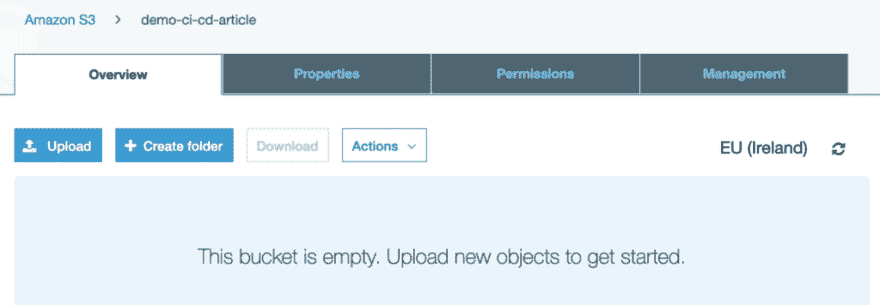 Amazon S3 > demo-ci-cd-article
Overview Properties Permissions Management
Upload + Create folder Download Actions EU (Ireland)
This bucket is empty. Upload new objects to get started.